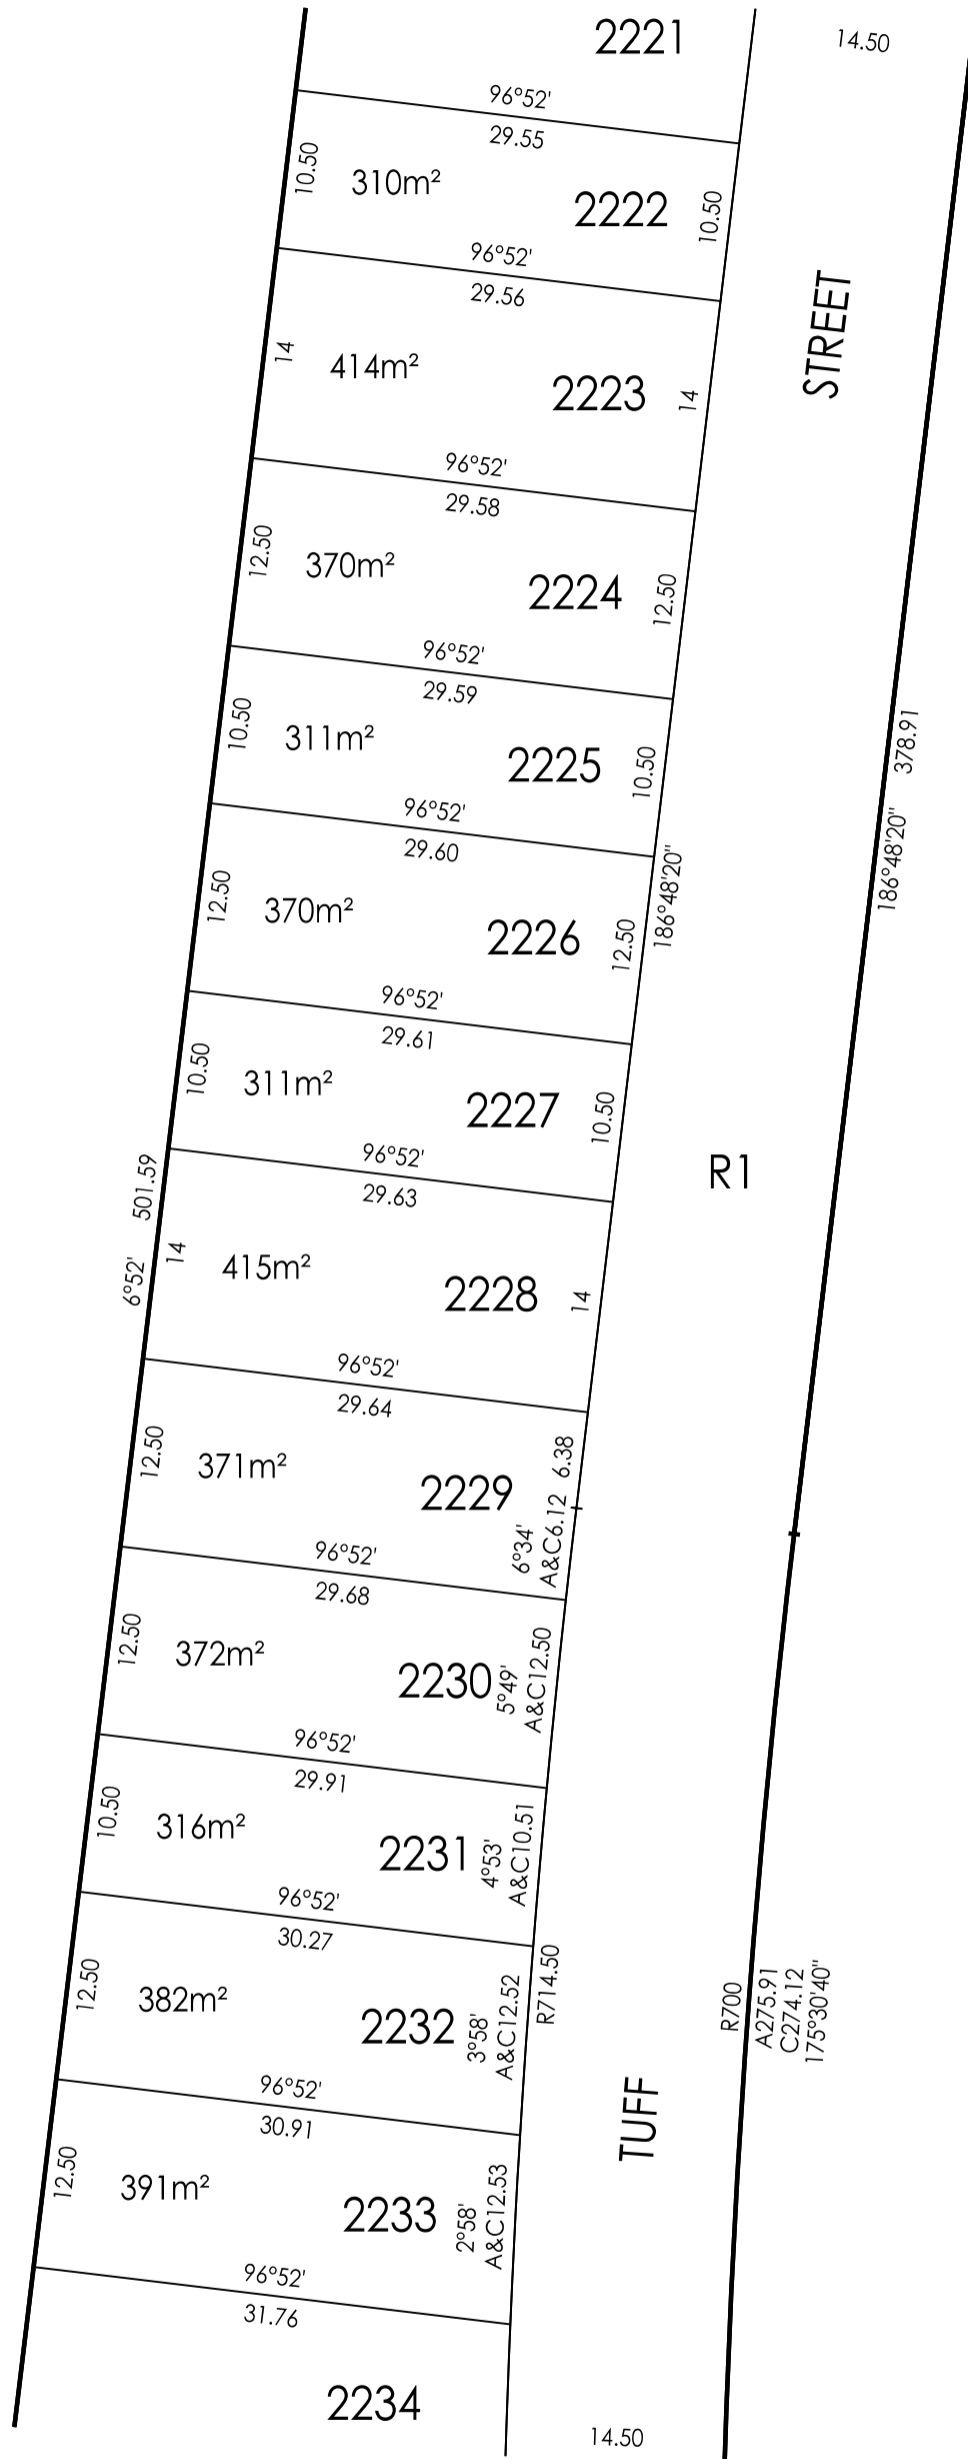 2221
14.50
96°52'
29.55
10.50
310m²
2222
10.50
96°52'
29.56
STREET
14
414m²
2223
14
96°52'
29.58
12.50
370m²
2224
12.50
96°52'
29.59
10.50
311m²
2225
10.50
186°48'20" 378.91
96°52'
29.60
186°48'20"
12.50
370m²
2226
12.50
96°52'
29.61
10.50
311m²
2227
10.50
96°52'
29.63
R1
6°52' 501.59
14
415m²
2228
14
96°52'
29.64
12.50
371m²
2229
6.38
6°34'
A&C6.12
96°52'
29.68
12.50
372m²
2230
5°49'
A&C12.50
96°52'
29.91
10.50
316m²
2231
4°53'
A&C10.51
96°52'
30.27
12.50
382m²
2232
3°58'
A&C12.52
R714.50
R700
A275.91
C274.12
175°30'40"
96°52'
30.91
TUFF
12.50
391m²
2233
2°58'
A&C12.53
96°52'
31.76
2234
14.50